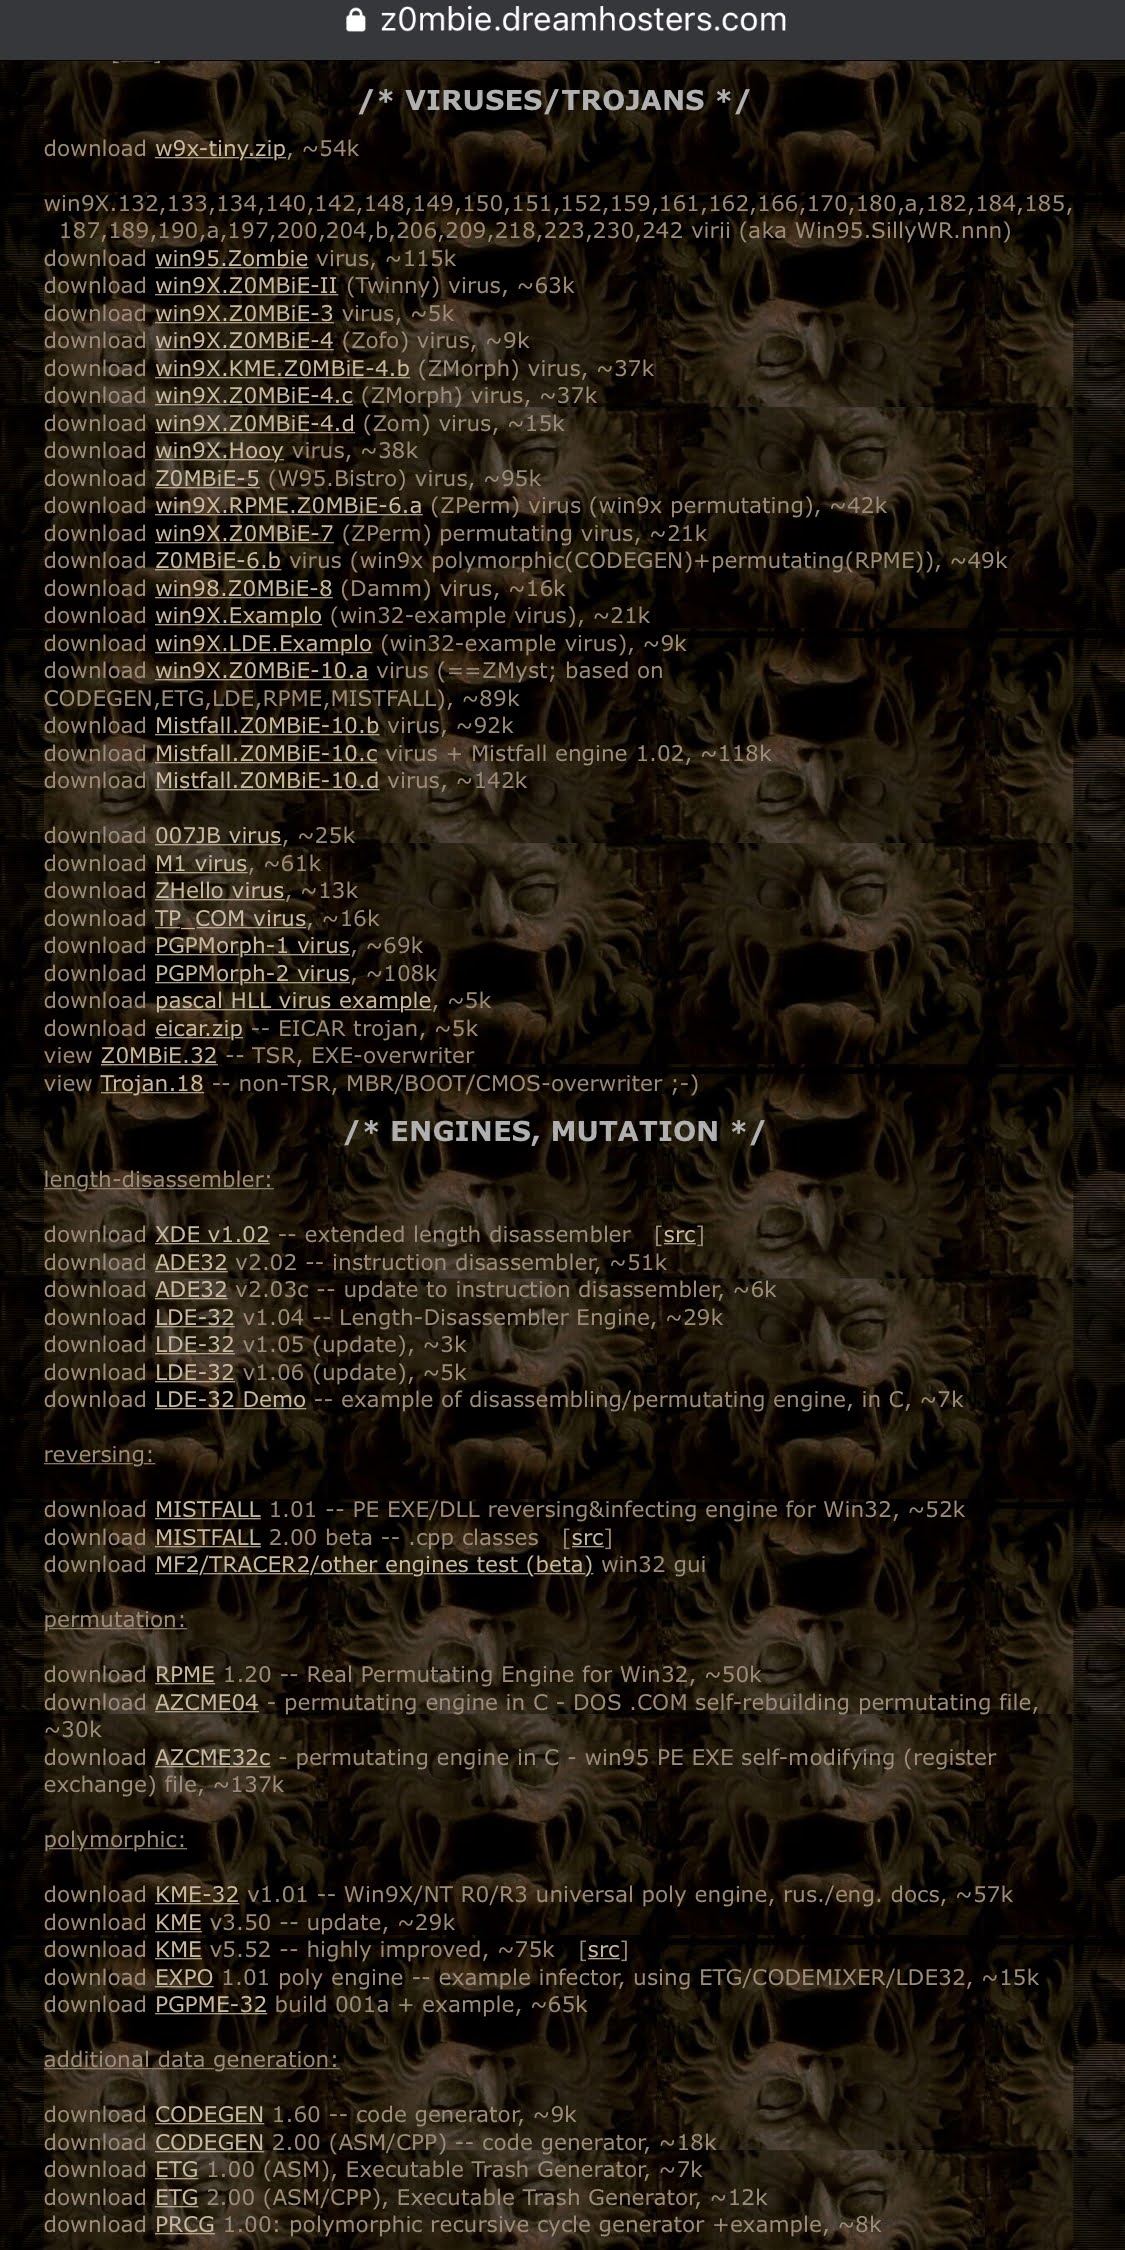 z0mbie.dreamhosters.com
/* VIRUSES/TROJANS */
download w9x-tiny.zip, ~54k
win9X.132,133,134,140,142,148,149,150,151,152,159,161,162,166,170,180,a,182,184,185,
187,189,190,a,197,200,204,b,206,209,218,223,230,242 virii (aka Win95.SillyWR.nnn)
download win95.Zombie virus, ~115k
download win9X.Z0MBiE-II (Twinny) virus, ~63k
download win9X.Z0MBiE-3 virus, ~5k
download win9X.Z0MBiE-4 (Zofo) virus, ~9k
download win9X.KME.Z0MBiE-4.b (ZMorph) virus, ~37k
download win9X.Z0MBiE-4.c (ZMorph) virus, ~37k
download win9X.Z0MBiE-4.d (Zom) virus, ~15k
download win9X.Hooy virus, ~38k
download Z0MBiE-5 (W95.Bistro) virus, ~95k
download win9X.RPME.Z0MBiE-6.a (ZPerm) virus (win9x permutating), ~42k
download win9X.Z0MBiE-7 (ZPerm) permutating virus, ~21k
download Z0MBiE-6.b virus (win9x polymorphic(CODEGEN)+permutating(RPME)), ~49k
download win98.Z0MBiE-8 (Damm) virus, ~16k
download win9X.Examplo (win32-example virus), ~21k
download win9X.LDE.Examplo (win32-example virus), ~9k
download win9X.Z0MBiE-10.a virus (==ZMyst; based on
CODEGEN,ETG,LDE,RPME,MISTFALL), ~89k
download Mistfall.Z0MBiE-10.b virus, ~92k
download Mistfall.Z0MBiE-10.c virus + Mistfall engine 1.02, ~118k
download Mistfall.Z0MBiE-10.d virus, ~142k
download 007JB virus, ~25k
download M1 virus, ~61k
download ZHello virus, ~13k
download TP_COM virus, ~16k
download PGPMorph-1 virus, ~69k
download PGPMorph-2 virus, ~108k
download pascal HLL virus example, ~5k
download eicar.zip -- EICAR trojan, ~5k
view Z0MBiE.32 -- TSR, EXE-overwriter
view Trojan.18 -- non-TSR, MBR/BOOT/CMOS-overwriter ;-)
/* ENGINES, MUTATION */
length-disassembler:
download XDE v1.02 -- extended length disassembler [src]
download ADE32 v2.02 -- instruction disassembler, ~51k
download ADE32 v2.03c -- update to instruction disassembler, ~6k
download LDE-32 v1.04 -- Length-Disassembler Engine, ~29k
download LDE-32 v1.05 (update), ~3k
download LDE-32 v1.06 (update), ~5k
download LDE-32 Demo -- example of disassembling/permutating engine, in C, ~7k
reversing:
download MISTFALL 1.01 -- PE EXE/DLL reversing&infecting engine for Win32, ~52k
download MISTFALL 2.00 beta -- .cpp classes [src]
download MF2/TRACER2/other engines test (beta) win32 gui
permutation:
download RPME 1.20 -- Real Permutating Engine for Win32, ~50k
download AZCME04 - permutating engine in C - DOS .COM self-rebuilding permutating file,
~30k
download AZCME32c - permutating engine in C - win95 PE EXE self-modifying (register
exchange) file, ~137k
polymorphic:
download KME-32 v1.01 -- Win9X/NT R0/R3 universal poly engine, rus./eng. docs, ~57k
download KME v3.50 -- update, ~29k
download KME v5.52 -- highly improved, ~75k [src]
download EXPO 1.01 poly engine -- example infector, using ETG/CODEMIXER/LDE32, ~15k
download PGPME-32 build 001a + example, ~65k
additional data generation:
download CODEGEN 1.60 -- code generator, ~9k
download CODEGEN 2.00 (ASM/CPP) -- code generator, ~18k
download ETG 1.00 (ASM), Executable Trash Generator, ~7k
download ETG 2.00 (ASM/CPP), Executable Trash Generator, ~12k
download PRCG 1.00: polymorphic recursive cycle generator +example, ~8k